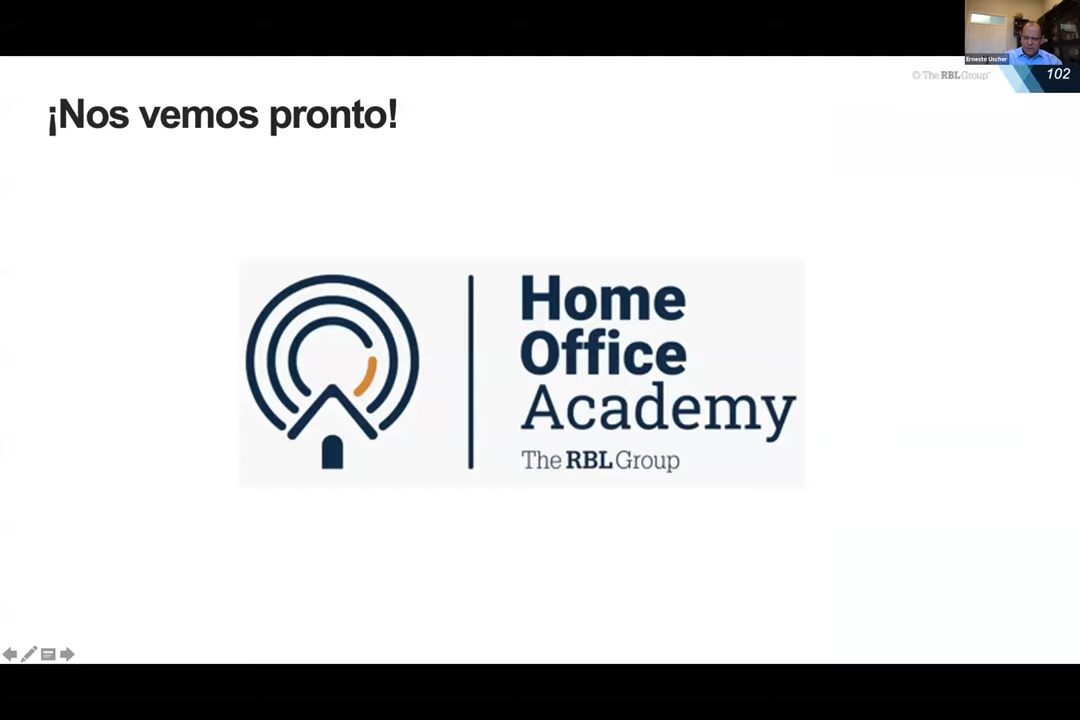 Ernesto Uscher
© The RBL Group®
102
¡Nos vemos pronto!
Home
Office
Academy
The RBL Group